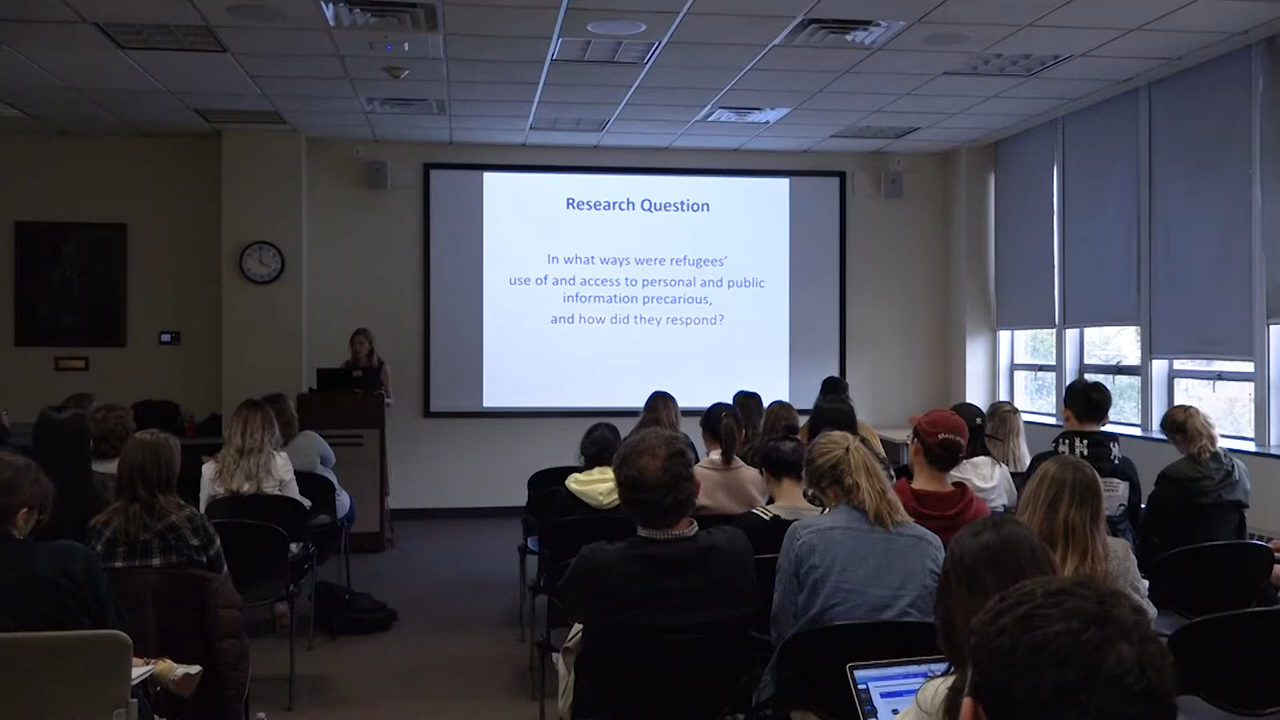 Research Question
In what ways were refugees'
use of and access to personal and public
information precarious,
and how did they respond?